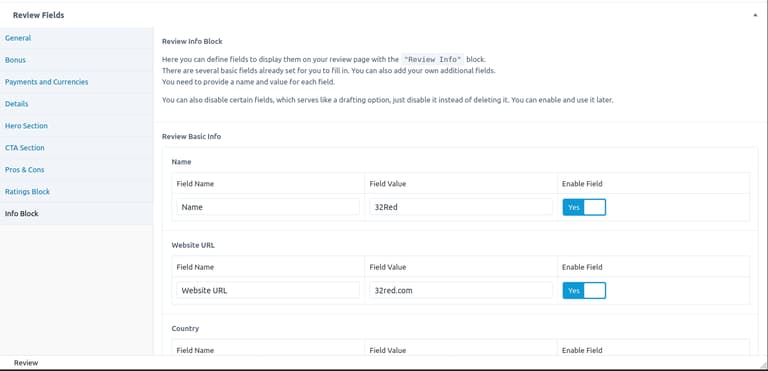 Review Fields
General
Bonus
Payments and Currencies
Details
Hero Section
CTA Section
Pros & Cons
Ratings Block
Info Block
Review Info Block
Here you can define fields to display them on your review page with the "Review Info" block.
There are several basic fields already set for you to fill in. You can also add your own additional fields.
You need to provide a name and value for each field.
You can also disable certain fields, which serves like a drafting option, just disable it instead of deleting it. You can enable and use it later.
Review Basic Info
Name
Field Name Field Value Enable Field
Name 32Red Yes
Website URL
Field Name Field Value Enable Field
Website URL 32red.com Yes
Country
Field Name Field Value Enable Field
Review